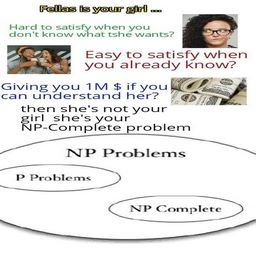 Fellas is your girl ...
Hard to satisfy when you
don't know what tshe wants?
Easy to satisfy when
you already know?
Giving you 1M $ if you
can understand her?
then she's not your
girl she's your
NP-Complete problem
NP Problems
P Problems
NP Complete